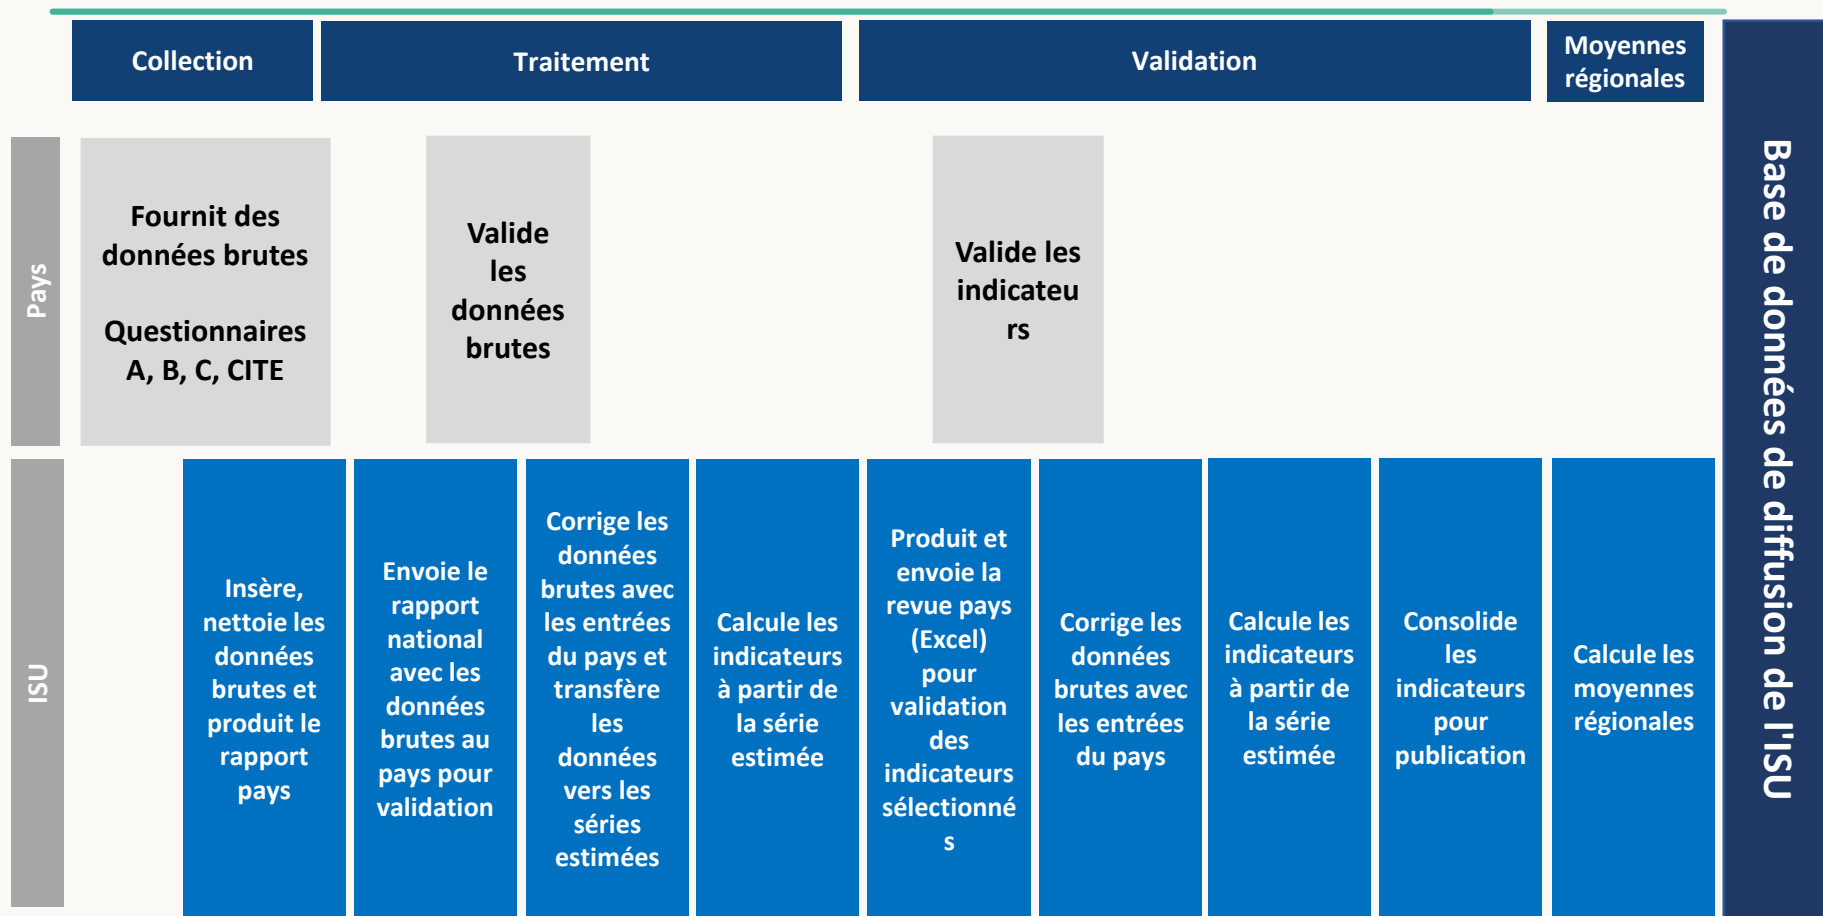 Collection
Traitement
Validation
Moyennes
régionales
Pays
Fournit des
données brutes
Questionnaires
A, B, C, CITE
Valide
les
données
brutes
Valide les
indicateu
rs
ISU
Insère,
nettoie les
données
brutes et
produit le
rapport
pays
Envoie le
rapport
national
avec les
données
brutes au
pays pour
validation
Corrige les
données
brutes avec
les entrées
du pays et
transfère
les
données
vers les
séries
estimées
Calcule les
indicateurs
à partir de
la série
estimée
Produit et
envoie la
revue pays
(Excel)
pour
validation
des
indicateurs
sélectionné
s
Corrige les
données
brutes avec
les entrées
du pays
Calcule les
indicateurs
à partir de
la série
estimée
Consolide
les
indicateurs
pour
publication
Calcule les
moyennes
régionales
Base de données de diffusion de l'ISU